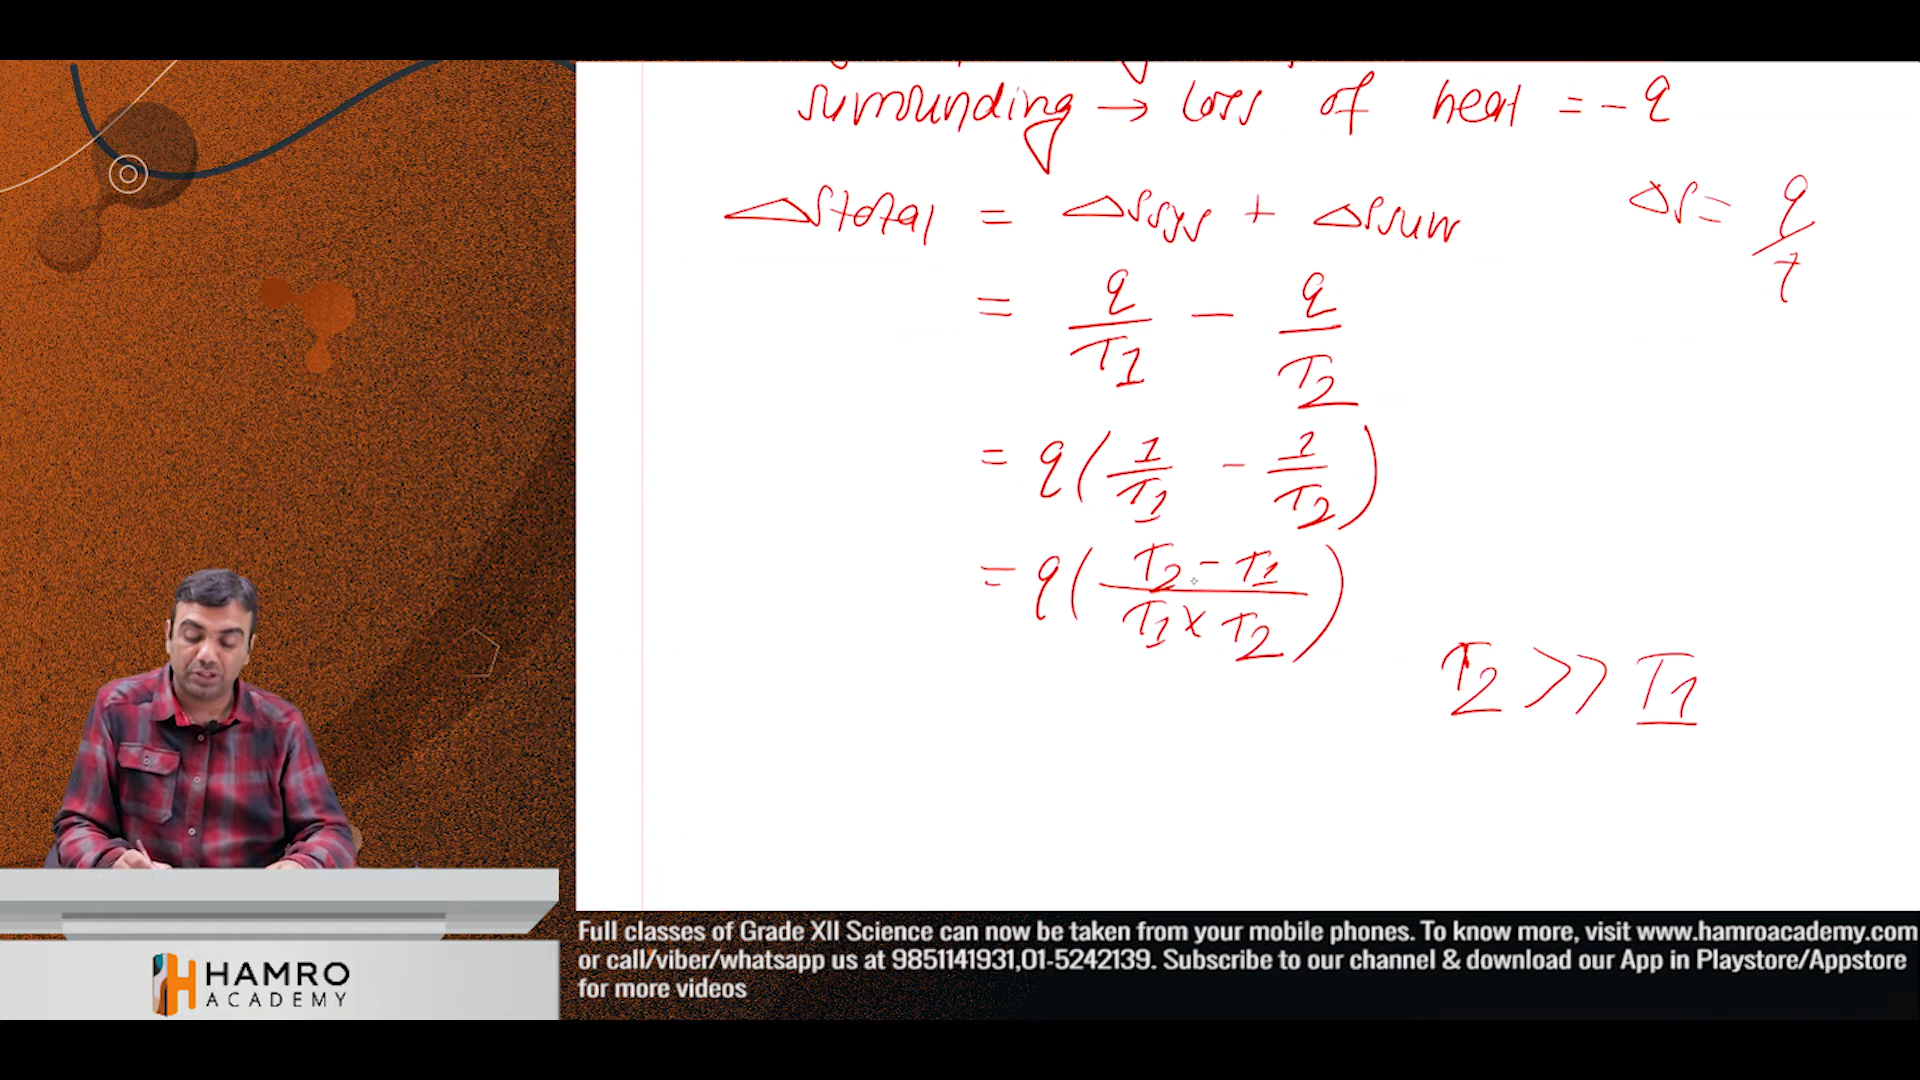 surrounding → Loss of heat = - q
ΔStotal = ΔSsys + ΔSsurr
ΔS = q/T
= q/T1 - q/T2
= q(1/T1 - 1/T2)
= q(T2 - T1/T1 x T2)
T2 >> T1
Full classes of Grade XII Science can now be taken from your mobile phones. To know more, visit www.hamroacademy.com
or call/viber/whatsapp us at 9851141931,01-5242139. Subscribe to our channel & download our App in Playstore/Appstore
for more videos
HAMRO
ACADEMY